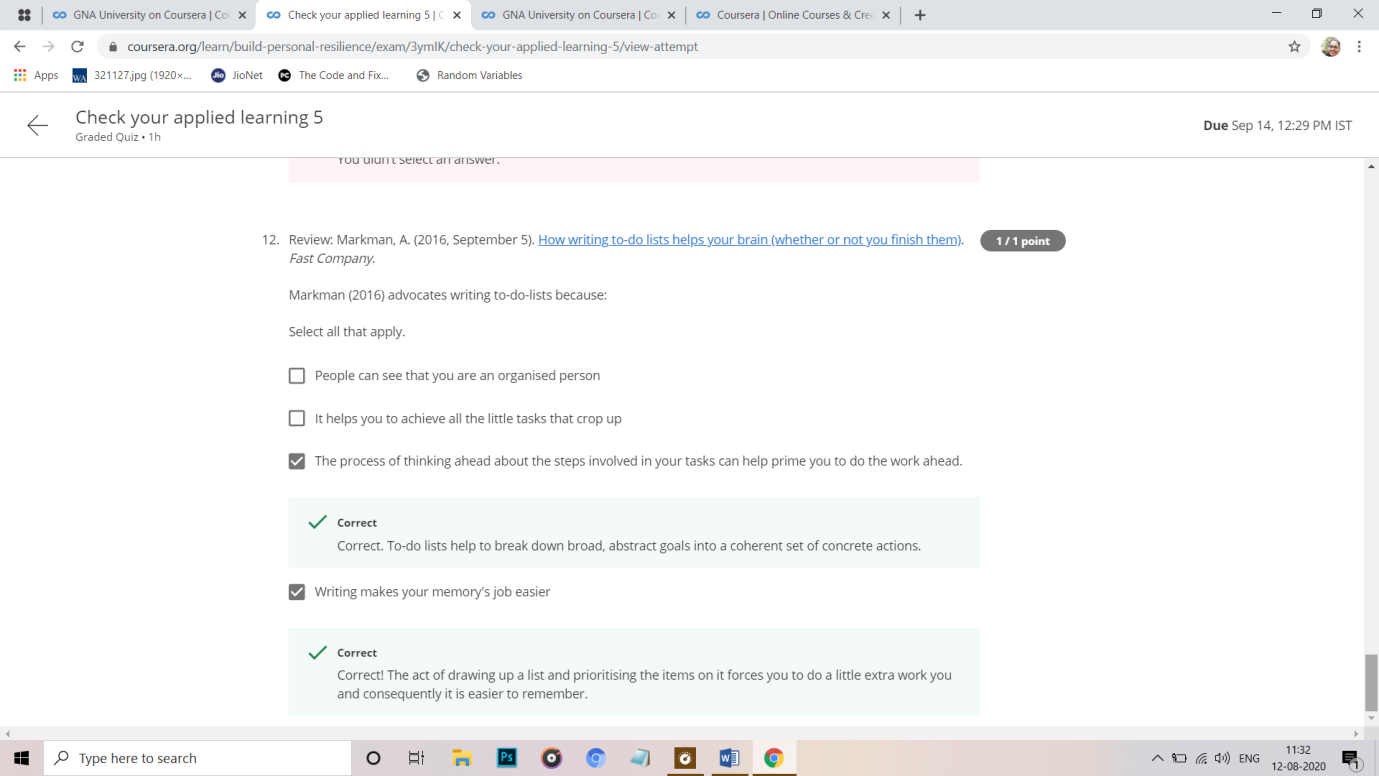 GNA University on Coursera | Co
Check your applied learning 5 | C
GNA University on Coursera | Co
Coursera | Online Courses & Cre
coursera.org/learn/build-personal-resilience/exam/3ymIK/check-your-applied-learning-5/view-attempt
Apps
WA 321127.jpg (1920×...
Jio JioNet
PC The Code and Fix...
Random Variables
Check your applied learning 5
Graded Quiz • 1h
Due Sep 14, 12:29 PM IST
You didn't select an answer.
12. Review: Markman, A. (2016, September 5). How writing to-do lists helps your brain (whether or not you finish them).
1 / 1 point
Fast Company.
Markman (2016) advocates writing to-do-lists because:
Select all that apply.
People can see that you are an organised person
It helps you to achieve all the little tasks that crop up
The process of thinking ahead about the steps involved in your tasks can help prime you to do the work ahead.
Correct
Correct. To-do lists help to break down broad, abstract goals into a coherent set of concrete actions.
Writing makes your memory's job easier
Correct
Correct! The act of drawing up a list and prioritising the items on it forces you to do a little extra work you
and consequently it is easier to remember.
Type here to search
Ps
ENG
11:32
12-08-2020
1